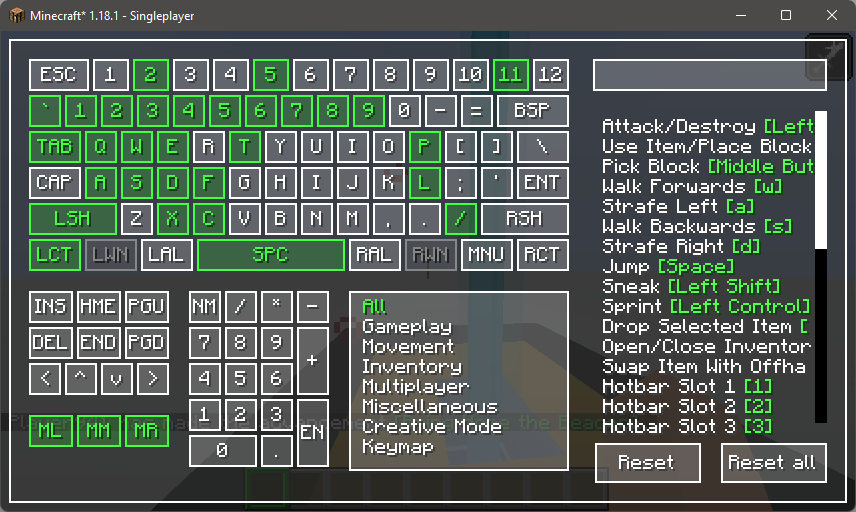 Minecraft* 1.18.1 - Singleplayer
ESC 1 2 3 4 5 6 7 8 9 10 11 12
` 1 2 3 4 5 6 7 8 9 0 - = BSP
TAB Q W E R T Y U I O P [ ] \
CAP A S D F G H I J K L ; ' ENT
LSH Z X C V B N M , . / RSH
LCT LWN LAL SPC RAL RWN MNU RCT
INS HME PGU
DEL END PGD
< ^ v >
ML MM MR
NM / * -
7 8 9 +
4 5 6
1 2 3 EN
0 .
All
Gameplay
Movement
Inventory
Multiplayer
Miscellaneous
Creative Mode
Keymap
Attack/Destroy [Left
Use Item/Place Block
Pick Block [Middle But
Walk Forwards [w]
Strafe Left [a]
Walk Backwards [s]
Strafe Right [d]
Jump [Space]
Sneak [Left Shift]
Sprint [Left Control]
Drop Selected Item [
Open/Close Inventor
Swap Item With Offha
Hotbar Slot 1 [1]
Hotbar Slot 2 [2]
Hotbar Slot 3 [3]
Reset
Reset all